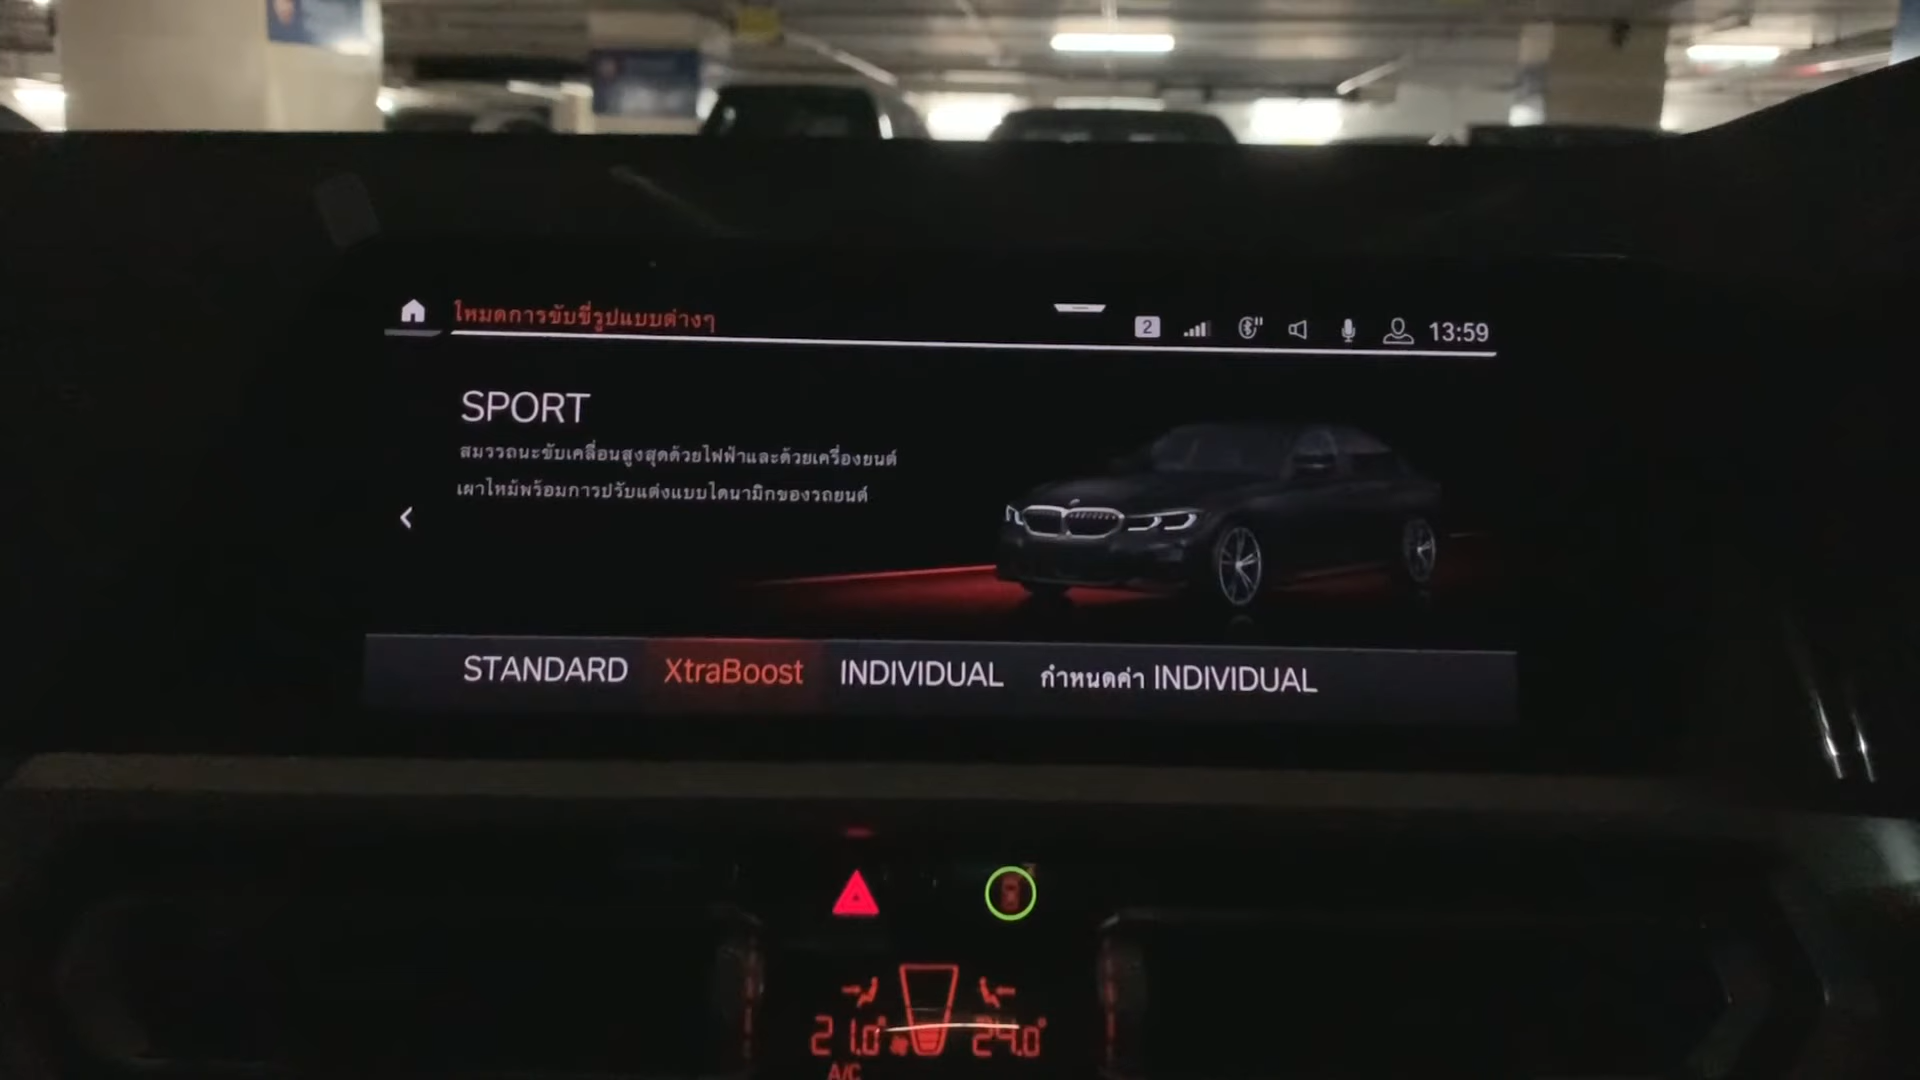 โหมดการขับขี่รูปแบบต่างๆ
2
13:59
SPORT
สมรรถนะขับเคลื่อนสูงสุดด้วยไฟฟ้าและด้วยเครื่องยนต์
เผาไหม้พร้อมการปรับแต่งแบบไดนามิกของรถยนต์
STANDARD XtraBoost INDIVIDUAL กำหนดค่า INDIVIDUAL
21.0° 24.0°
A/C